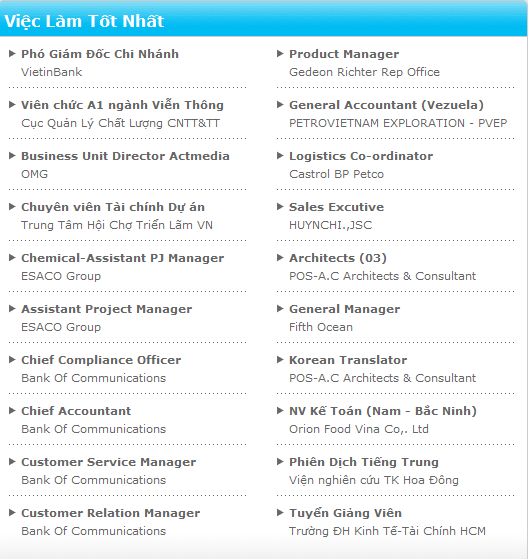 Việc Làm Tốt Nhất
Phó Giám Đốc Chi Nhánh
VietinBank
Viên chức A1 ngành Viễn Thông
Cục Quản Lý Chất Lượng CNTT&TT
Business Unit Director Actmedia
OMG
Chuyên viên Tài chính Dự án
Trung Tâm Hội Chợ Triển Lãm VN
Chemical-Assistant PJ Manager
ESACO Group
Assistant Project Manager
ESACO Group
Chief Compliance Officer
Bank Of Communications
Chief Accountant
Bank Of Communications
Customer Service Manager
Bank Of Communications
Customer Relation Manager
Bank Of Communications
Product Manager
Gedeon Richter Rep Office
General Accountant (Vezuela)
PETROVIETNAM EXPLORATION - PVEP
Logistics Co-ordinator
Castrol BP Petco
Sales Excutive
HUYNCHI.,JSC
Architects (03)
POS-A.C Architects & Consultant
General Manager
Fifth Ocean
Korean Translator
POS-A.C Architects & Consultant
NV Kế Toán (Nam - Bắc Ninh)
Orion Food Vina Co,. Ltd
Phiên Dịch Tiếng Trung
Viện nghiên cứu TK Hoa Đông
Tuyển Giảng Viên
Trường ĐH Kinh Tế-Tài Chính HCM